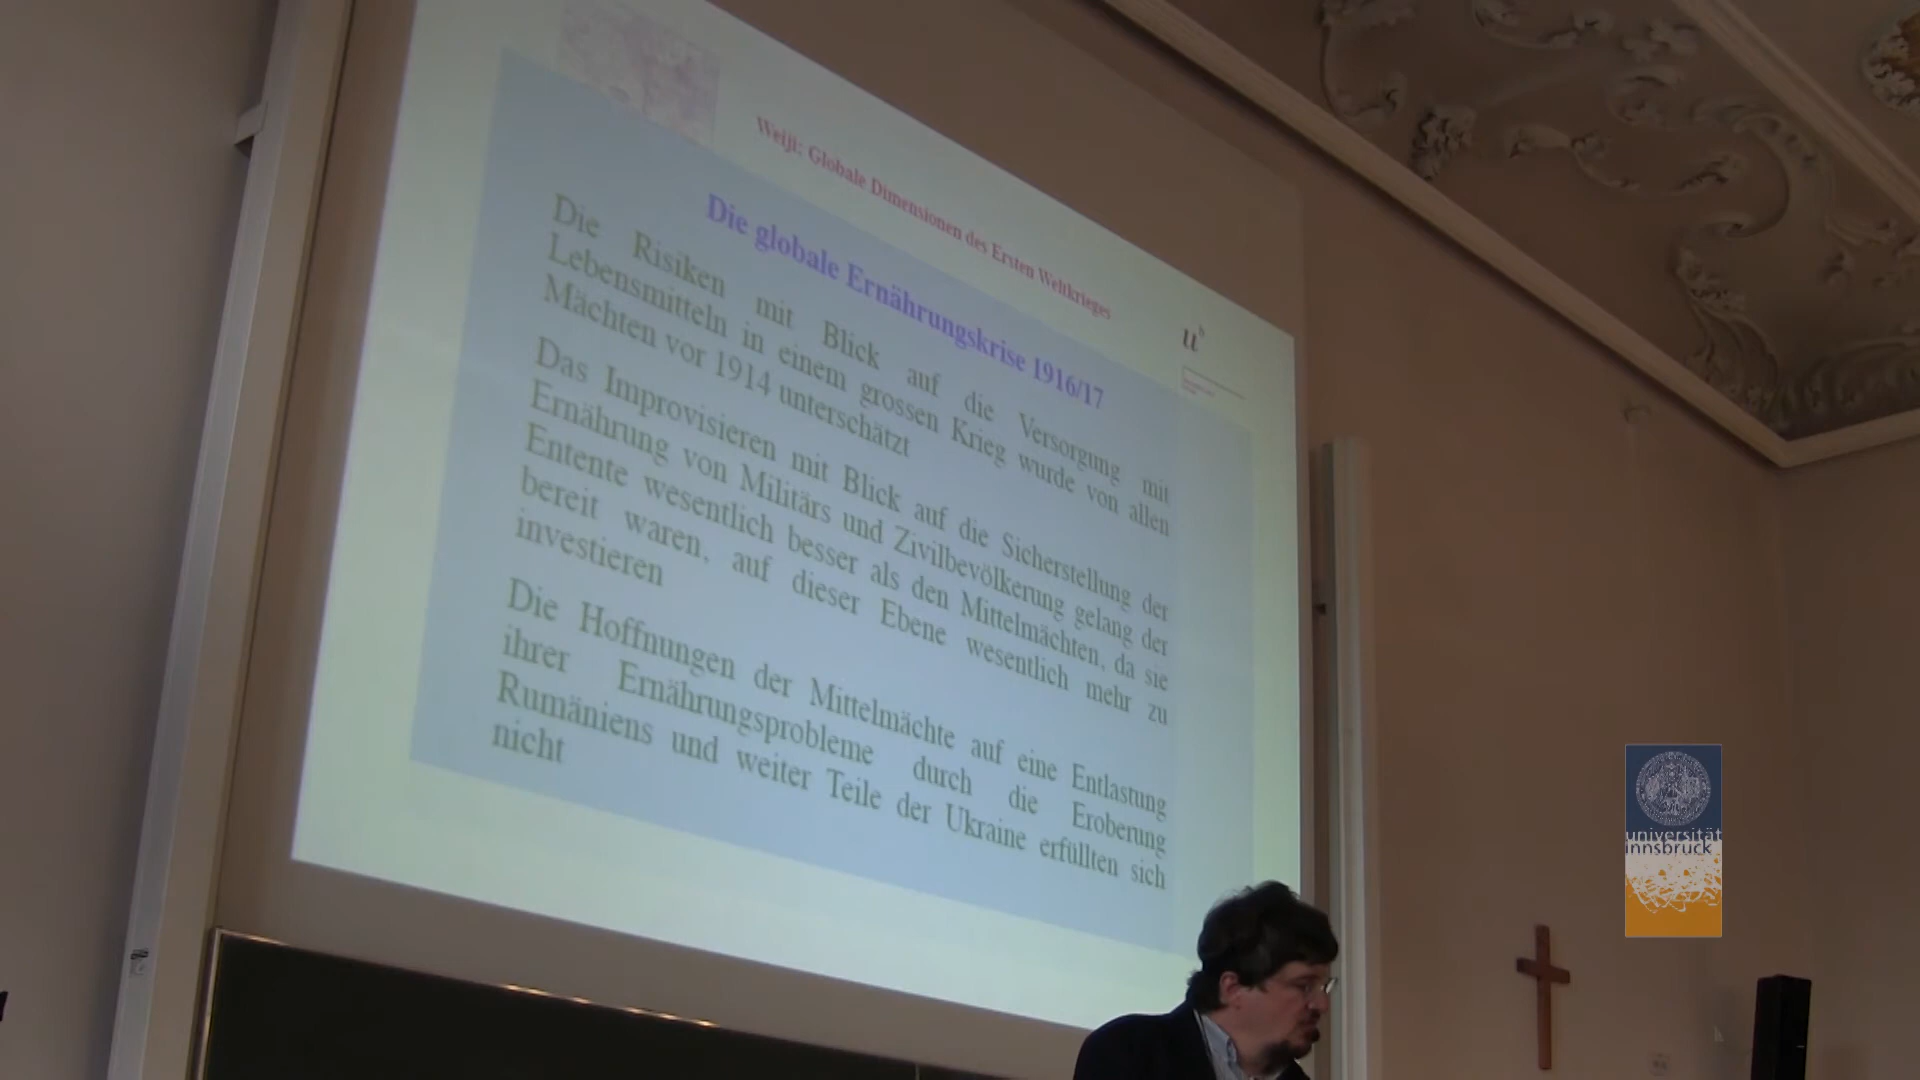 Weiji: Globale Dimensionen des Ersten Weltkrieges
u^b
Die globale Ernährungskrise 1916/17
Die Risiken mit Blick auf die Versorgung mit
Lebensmitteln in einem grossen Krieg wurde von allen
Mächten vor 1914 unterschätzt
Das Improvisieren mit Blick auf die Sicherstellung der
Ernährung von Militärs und Zivilbevölkerung gelang der
Entente wesentlich besser als den Mittelmächten, da sie
bereit waren, auf dieser Ebene wesentlich mehr zu
investieren
Die Hoffnungen der Mittelmächte auf eine Entlastung
ihrer Ernährungsprobleme durch die Eroberung
Rumäniens und weiter Teile der Ukraine erfüllten sich
nicht
universität
innsbruck